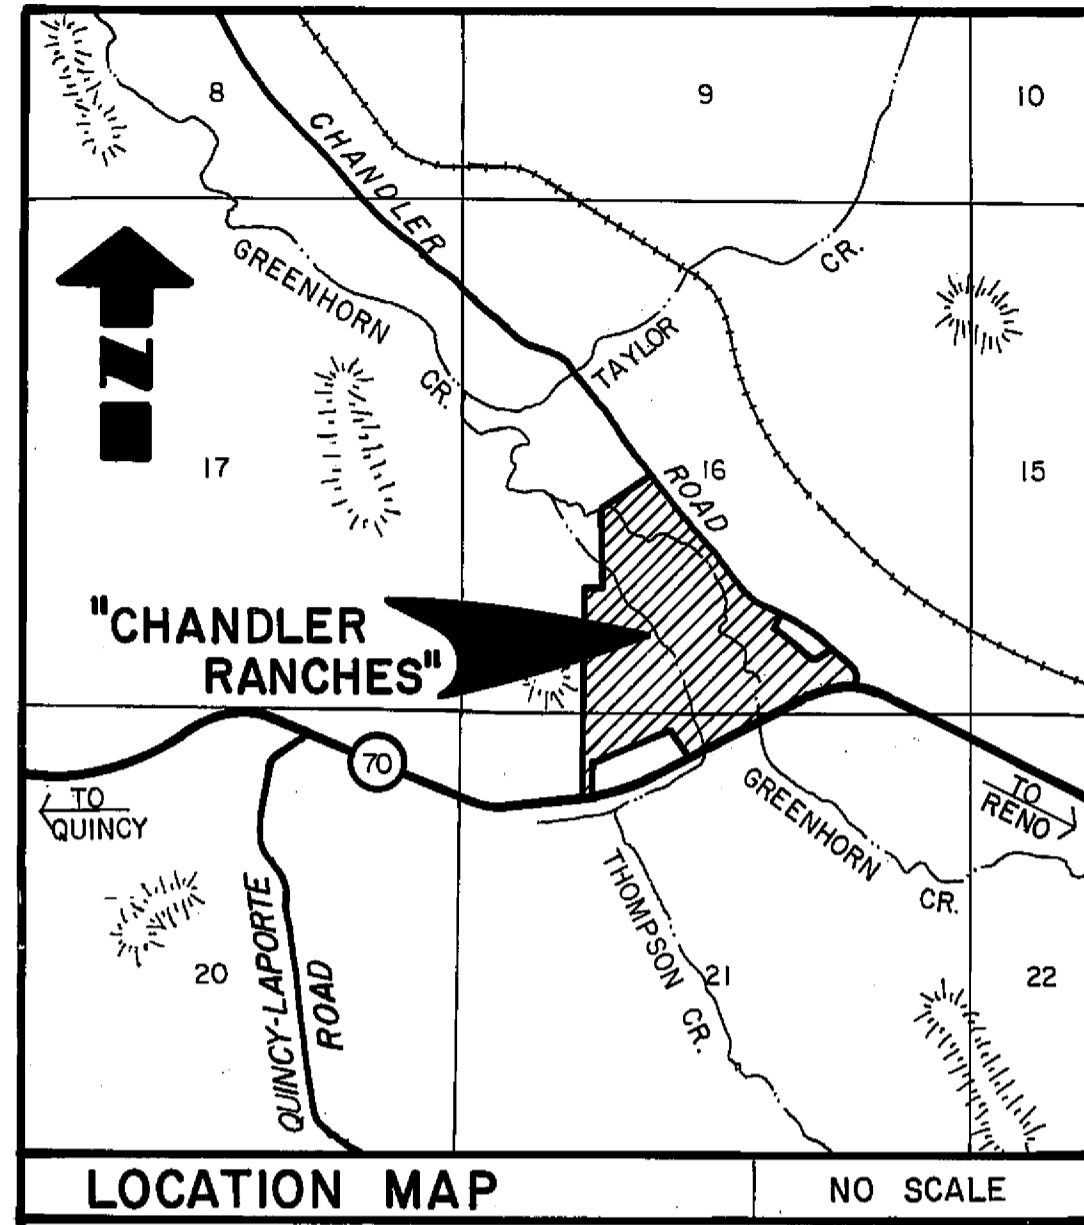 8
9
10
CHANDLER
GREENHORN
CR.
CR.
TAYLOR
N
17
16
15
ROAD
"CHANDLER
RANCHES"
70
TO
QUINCY
TO
RENO
GREENHORN
CR.
QUINCY-LAPORTE
ROAD
THOMPSON CR.
20
21
22
LOCATION MAP
NO SCALE